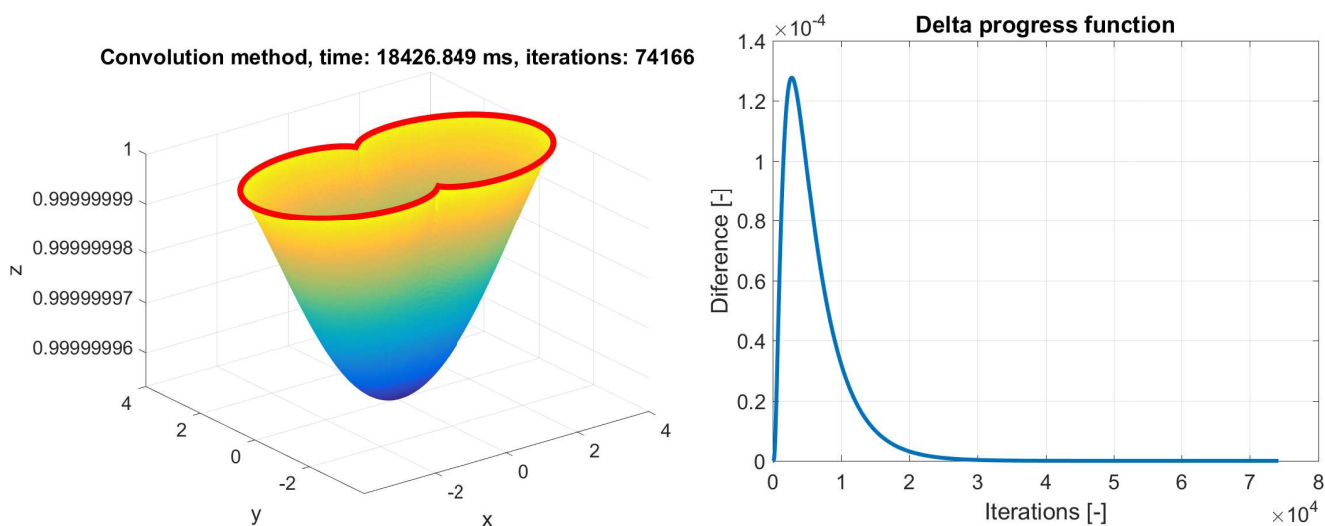 Convolution method, time: 18426.849 ms, iterations: 74166
1
0.99999999
0.99999998
0.99999997
0.99999996
z
4
2
0
-2
y
-2
0
2
4
x
Delta progress function
×10⁻⁴
1.4
1.2
1
0.8
0.6
0.4
0.2
0
Diference [-]
0 1 2 3 4 5 6 7 8
Iterations [-]
×10⁴